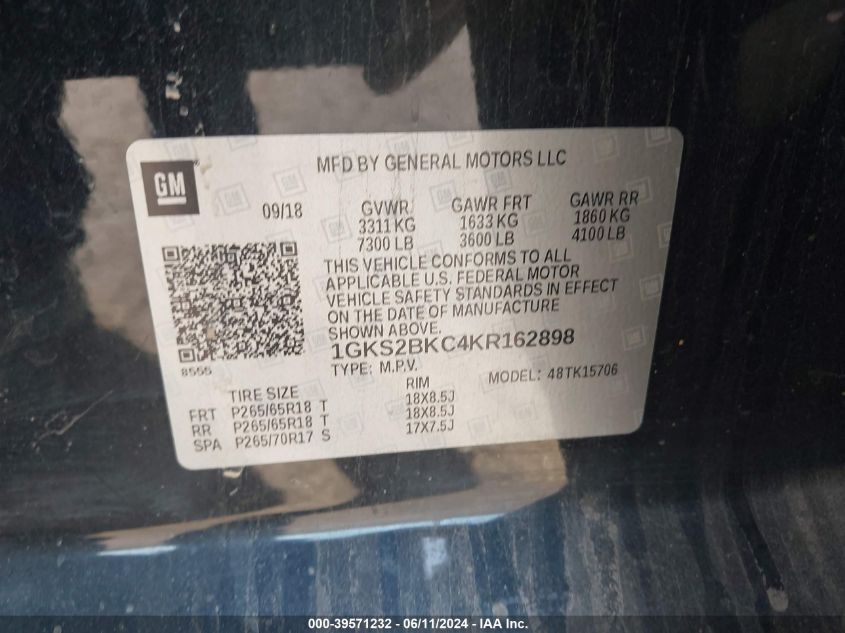 GM
MFD BY GENERAL MOTORS LLC
09/18
GVWR GAWR FRT GAWR RR
3311 KG 1633 KG 1860 KG
7300 LB 3600 LB 4100 LB
THIS VEHICLE CONFORMS TO ALL
APPLICABLE U.S. FEDERAL MOTOR
VEHICLE SAFETY STANDARDS IN EFFECT
ON THE DATE OF MANUFACTURE
SHOWN ABOVE.
8555
1GKS2BKC4KR162898
TYPE: M.P.V. MODEL: 48TK15706
TIRE SIZE RIM
FRT P265/65R18 T 18X8.5J
RR P265/65R18 T 18X8.5J
SPA P265/70R17 S 17X7.5J
000-39571232 - 06/11/2024 - IAA Inc.